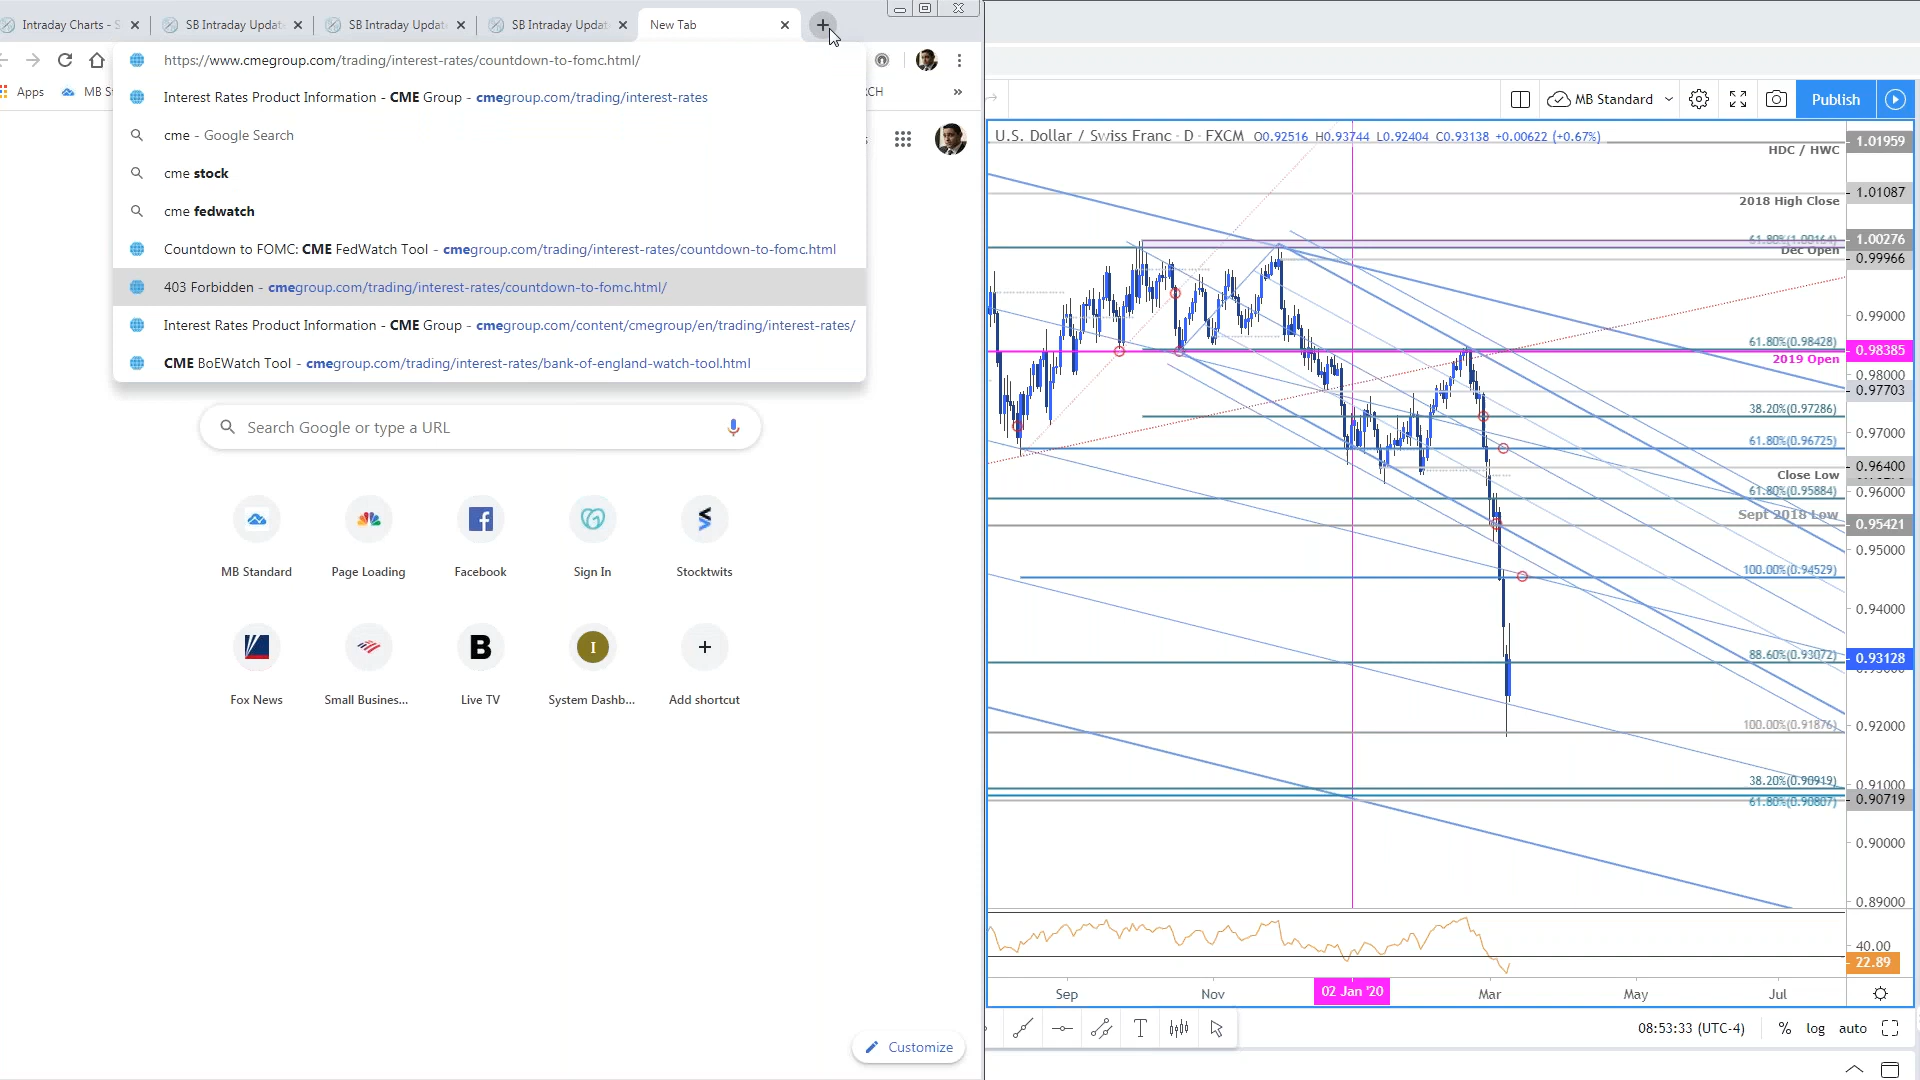 Intraday Charts - S
SB Intraday Updat
SB Intraday Updat
SB Intraday Updat
New Tab
https://www.cmegroup.com/trading/interest-rates/countdown-to-fomc.html/
Apps
MB S
CH
»
Interest Rates Product Information - CME Group - cmegroup.com/trading/interest-rates
cme - Google Search
cme stock
cme fedwatch
Countdown to FOMC: CME FedWatch Tool - cmegroup.com/trading/interest-rates/countdown-to-fomc.html
403 Forbidden - cmegroup.com/trading/interest-rates/countdown-to-fomc.html/
Interest Rates Product Information - CME Group - cmegroup.com/content/cmegroup/en/trading/interest-rates/
CME BoEWatch Tool - cmegroup.com/trading/interest-rates/bank-of-england-watch-tool.html
Search Google or type a URL
MB Standard
Page Loading
Facebook
Sign In
Stocktwits
Fox News
Small Business...
B
Live TV
I
System Dashb...
Add shortcut
Customize
MB Standard
Publish
U.S. Dollar / Swiss Franc · D · FXCM O0.92516 H0.93744 L0.92404 C0.93138 +0.00622 (+0.67%)
1.01959
HDC / HWC
1.01087
2018 High Close
61.80%(1.00164)
1.00276
Dec Open
0.99966
0.99000
61.80%(0.98428)
0.98385
2019 Open
0.98000
0.97703
38.20%(0.97286)
0.97000
61.80%(0.96725)
0.96400
Close Low
61.80%(0.95884)
0.96000
Sept 2018 Low
0.95421
0.95000
100.00%(0.94529)
0.94000
88.60%(0.93072)
0.93128
100.00%(0.91876)
0.92000
38.20%(0.90919)
0.91000
61.80%(0.90807)
0.90719
0.90000
0.89000
40.00
22.89
Sep
Nov
02 Jan '20
Mar
May
Jul
T
08:53:33 (UTC-4)
%
log
auto